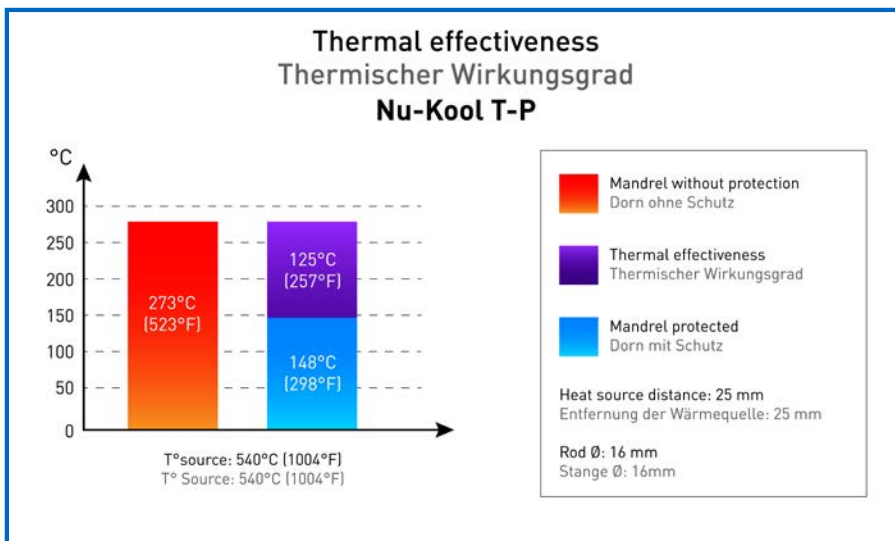 Thermal effectiveness
Thermischer Wirkungsgrad
Nu-Kool T-P
°C
300
250
200
150
100
50
0
273°C
(523°F)
125°C
(257°F)
148°C
(298°F)
T°source: 540°C (1004°F)
T° Source: 540°C (1004°F)
Mandrel without protection
Dorn ohne Schutz
Thermal effectiveness
Thermischer Wirkungsgrad
Mandrel protected
Dorn mit Schutz
Heat source distance: 25 mm
Entfernung der Wärmequelle: 25 mm
Rod Ø: 16 mm
Stange Ø: 16mm